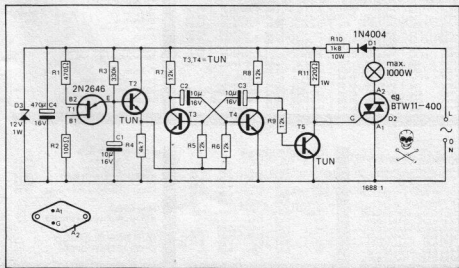 R10
1k8
10W
1N4004
D1
R1
470Ω
R3
330k
R7
12k
T3,T4 = TUN
R8
12k
R11
220Ω
1W
max.
1000W
2N2646
T2
TUN
C2
10µ
16V
C3
10µ
16V
eg.
BTW11-400
D3
12V
1W
470µ
16V
C4
B2
T1
B1
E
R2
100Ω
C1
10µ
16V
R4
4k7
T3
R5
12k
R6
12k
T4
R9
12k
T5
TUN
A2
G
D2
A1
L
O
N
1688 1
A1
G
A2